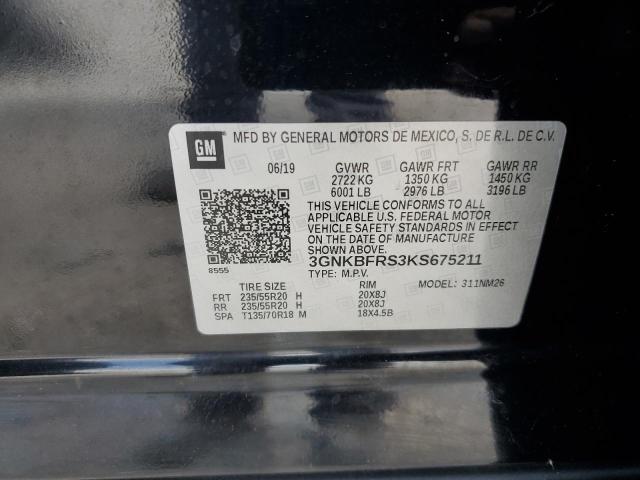 GM
MFD BY GENERAL MOTORS DE MEXICO, S. DE R.L. DE C.V.
06/19 GVWR GAWR FRT GAWR RR
2722 KG 1350 KG 1450 KG
6001 LB 2976 LB 3196 LB
THIS VEHICLE CONFORMS TO ALL
APPLICABLE U.S. FEDERAL MOTOR
VEHICLE SAFETY STANDARDS IN EFFECT
ON THE DATE OF MANUFACTURE
SHOWN ABOVE.
8555 3GNKBFRS3KS675211
TYPE: M.P.V. MODEL: 311NM26
TIRE SIZE RIM
FRT 235/55R20 H 20X8J
RR 235/55R20 H 20X8J
SPA T135/70R18 M 18X4.5B